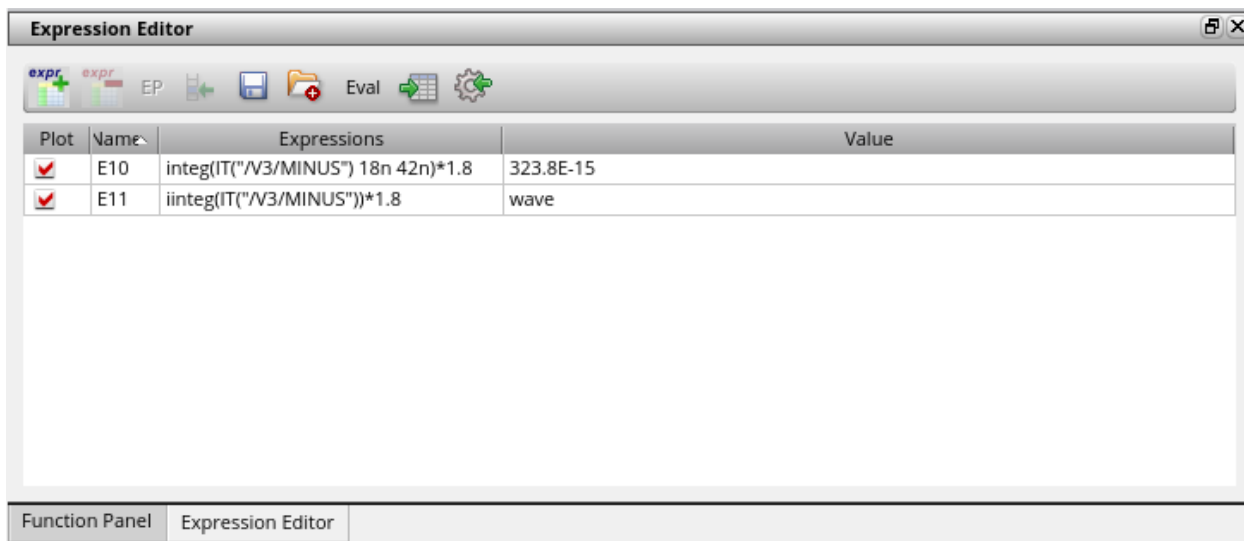 Expression Editor
expr expr EP Eval
Plot Name Expressions Value
E10 integ(IT("/V3/MINUS") 18n 42n)*1.8 323.8E-15
E11 iinteg(IT("/V3/MINUS"))*1.8 wave
Function Panel Expression Editor